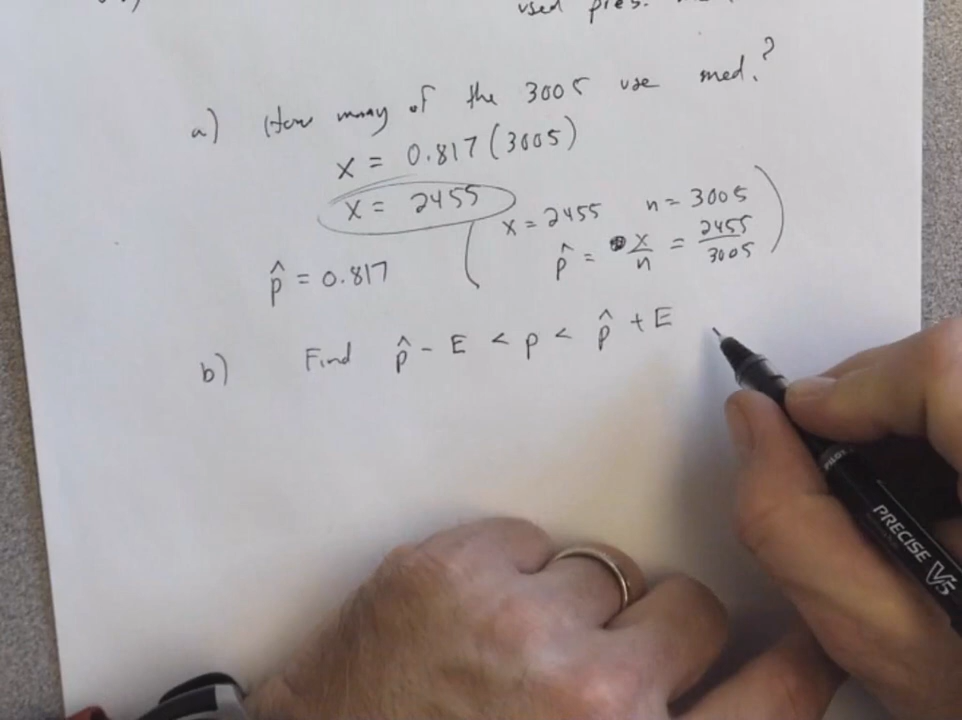 used pres.
a) How many of the 3005 use med.?
x = 0.817(3005)
x = 2455
x = 2455 n = 3005
p̂ = x/n = 2455/3005
p̂ = 0.817
b) Find p̂ - E < p < p̂ + E
PILOT
PRECISE V5